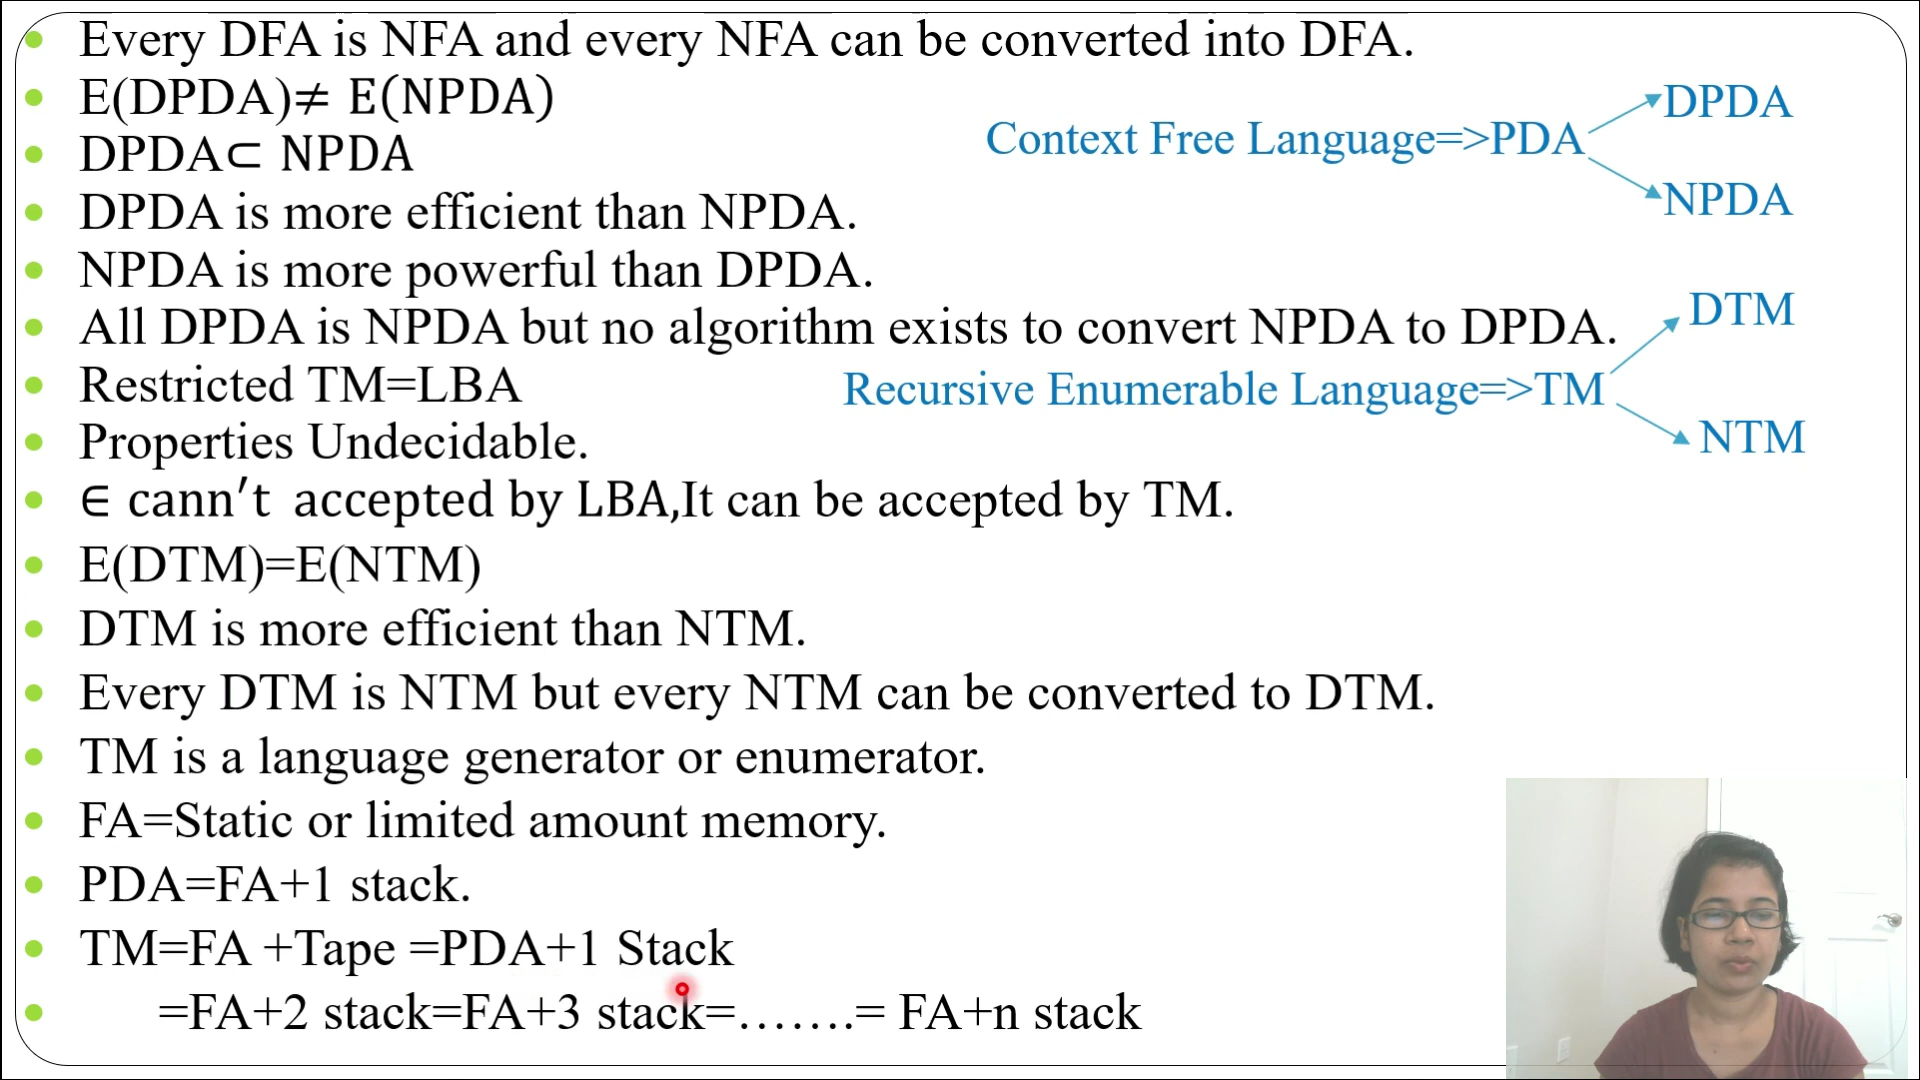 Every DFA is NFA and every NFA can be converted into DFA.
E(DPDA)≠ E(NPDA)
DPDA⊂ NPDA
DPDA is more efficient than NPDA.
NPDA is more powerful than DPDA.
All DPDA is NPDA but no algorithm exists to convert NPDA to DPDA.
Restricted TM=LBA
Properties Undecidable.
∈ cann't accepted by LBA,It can be accepted by TM.
E(DTM)=E(NTM)
DTM is more efficient than NTM.
Every DTM is NTM but every NTM can be converted to DTM.
TM is a language generator or enumerator.
FA=Static or limited amount memory.
PDA=FA+1 stack.
TM=FA +Tape =PDA+1 Stack
=FA+2 stack=FA+3 stack=.......= FA+n stack
DPDA
Context Free Language=>PDA
NPDA
DTM
Recursive Enumerable Language=>TM
NTM